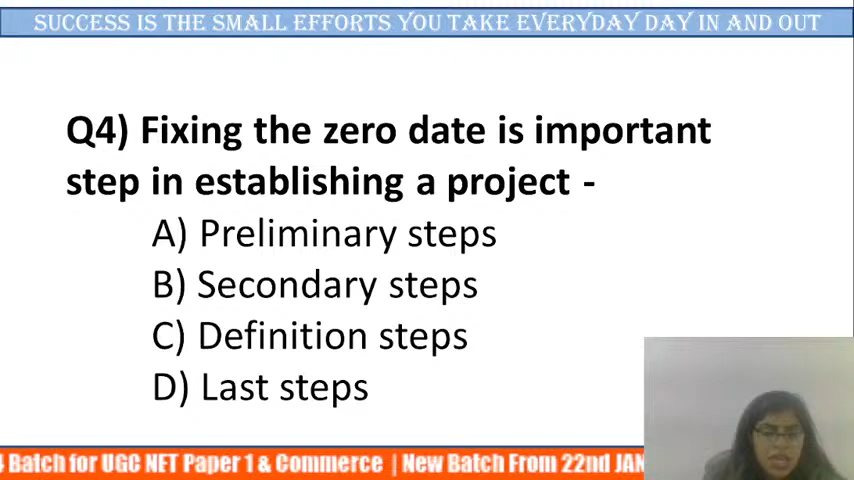 SUCCESS IS THE SMALL EFFORTS YOU TAKE EVERYDAY DAY IN AND OUT
Q4) Fixing the zero date is important
step in establishing a project -
A) Preliminary steps
B) Secondary steps
C) Definition steps
D) Last steps
4 Batch for UGC NET Paper 1 & Commerce | New Batch From 22nd JAN